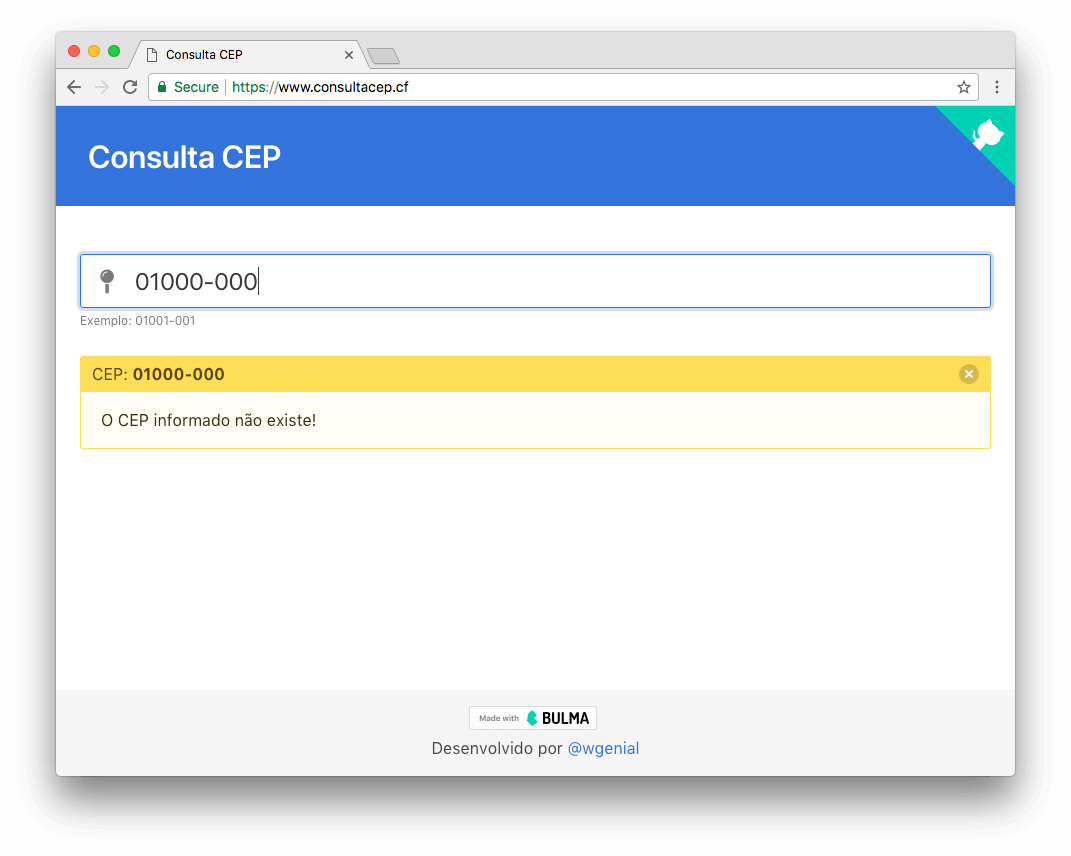 Consulta CEP
Secure https://www.consultacep.cf
Consulta CEP
01000-000
Exemplo: 01001-001
CEP: 01000-000
O CEP informado não existe!
Made with BULMA
Desenvolvido por @wgenial